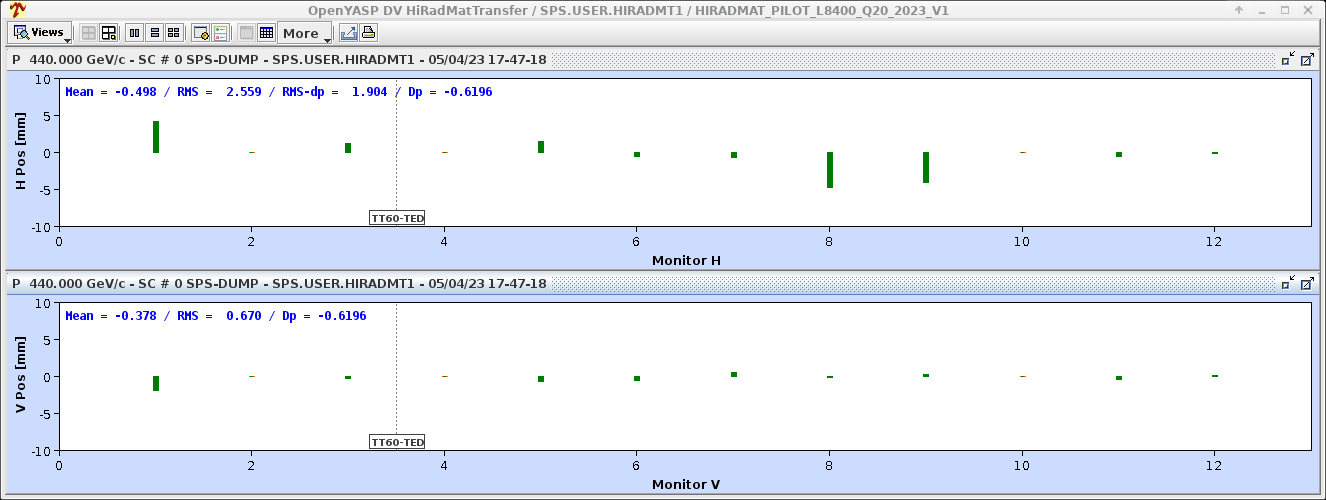 OpenYASP DV HiRadMatTransfer / SPS.USER.HIRADMT1 / HIRADMAT_PILOT_L8400_Q20_2023_V1
Views More
P 440.000 GeV/c - SC # 0 SPS-DUMP - SPS.USER.HIRADMT1 - 05/04/23 17-47-18
Mean = -0.498 / RMS = 2.559 / RMS-dp = 1.904 / Dp = -0.6196
H Pos [mm]
10
5
0
-5
-10
TT60-TED
0 2 4 6 8 10 12
Monitor H
P 440.000 GeV/c - SC # 0 SPS-DUMP - SPS.USER.HIRADMT1 - 05/04/23 17-47-18
Mean = -0.378 / RMS = 0.670 / Dp = -0.6196
V Pos [mm]
10
5
0
-5
-10
TT60-TED
0 2 4 6 8 10 12
Monitor V